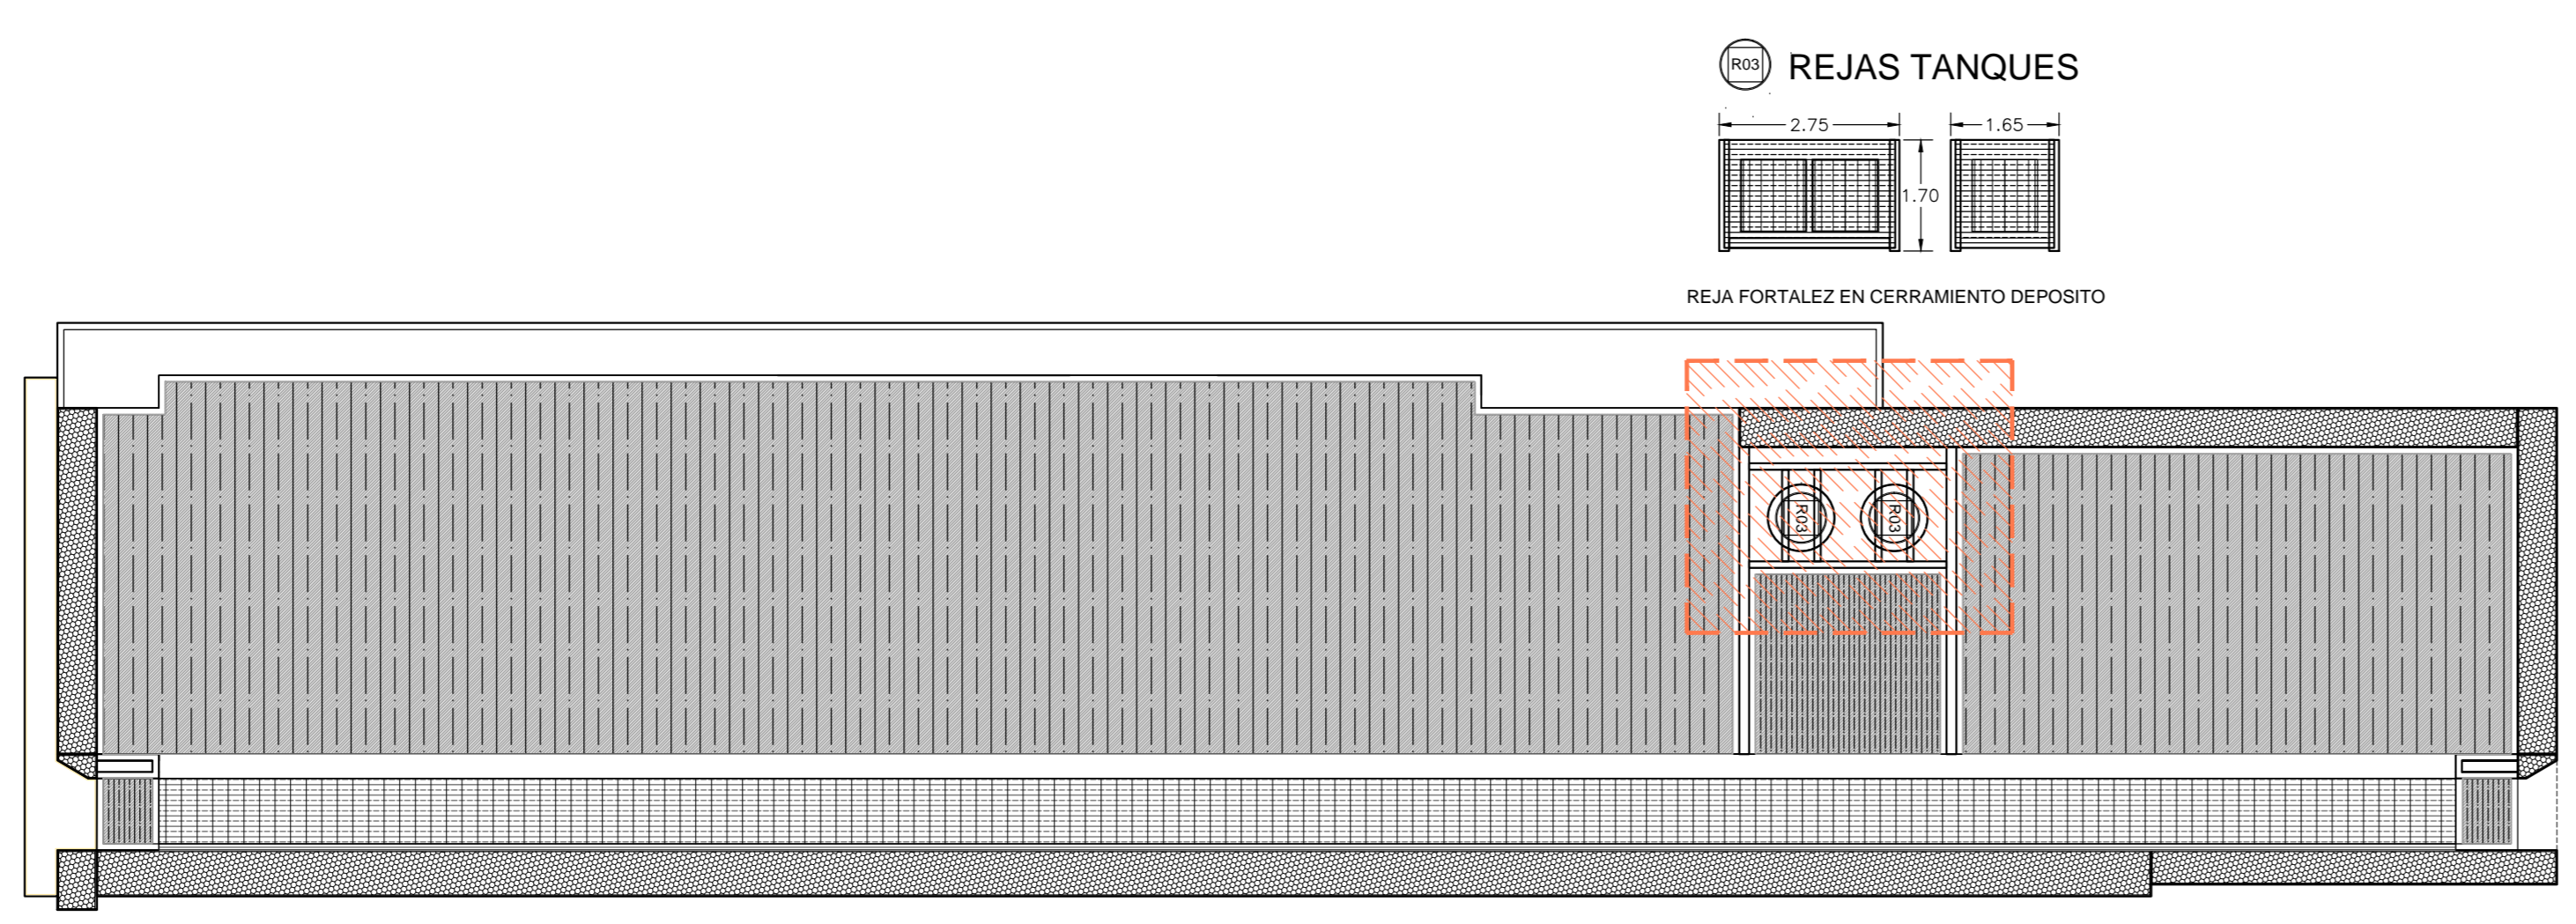 R03 REJAS TANQUES
2.75 1.65
1.70
REJA FORTALEZ EN CERRAMIENTO DEPOSITO
R03 R03